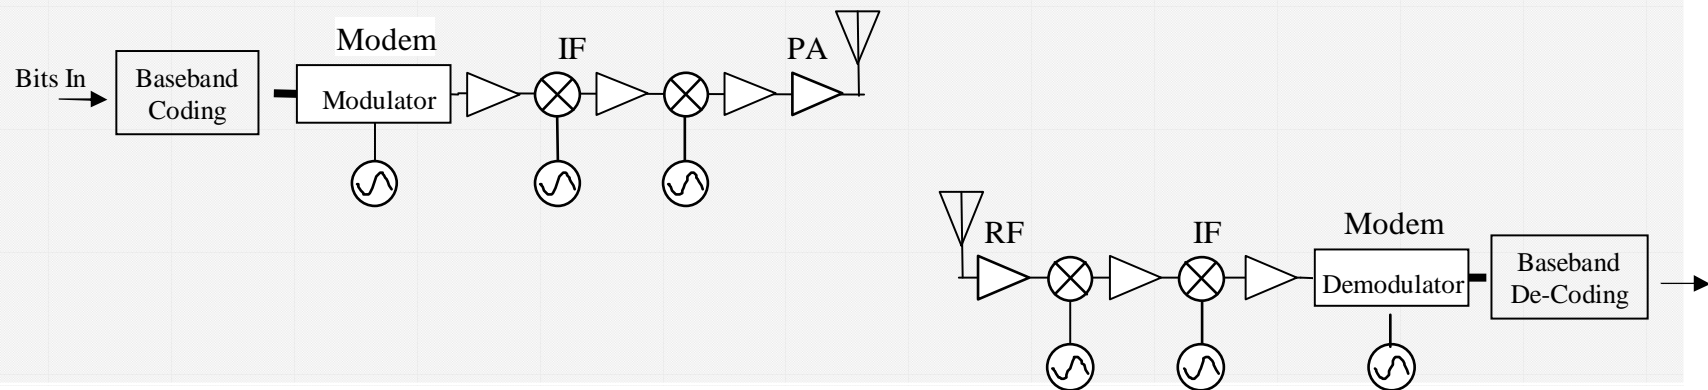 Modem
IF
PA
Bits In
Baseband
Coding
Modulator
RF
IF
Modem
Baseband
De-Coding
Demodulator